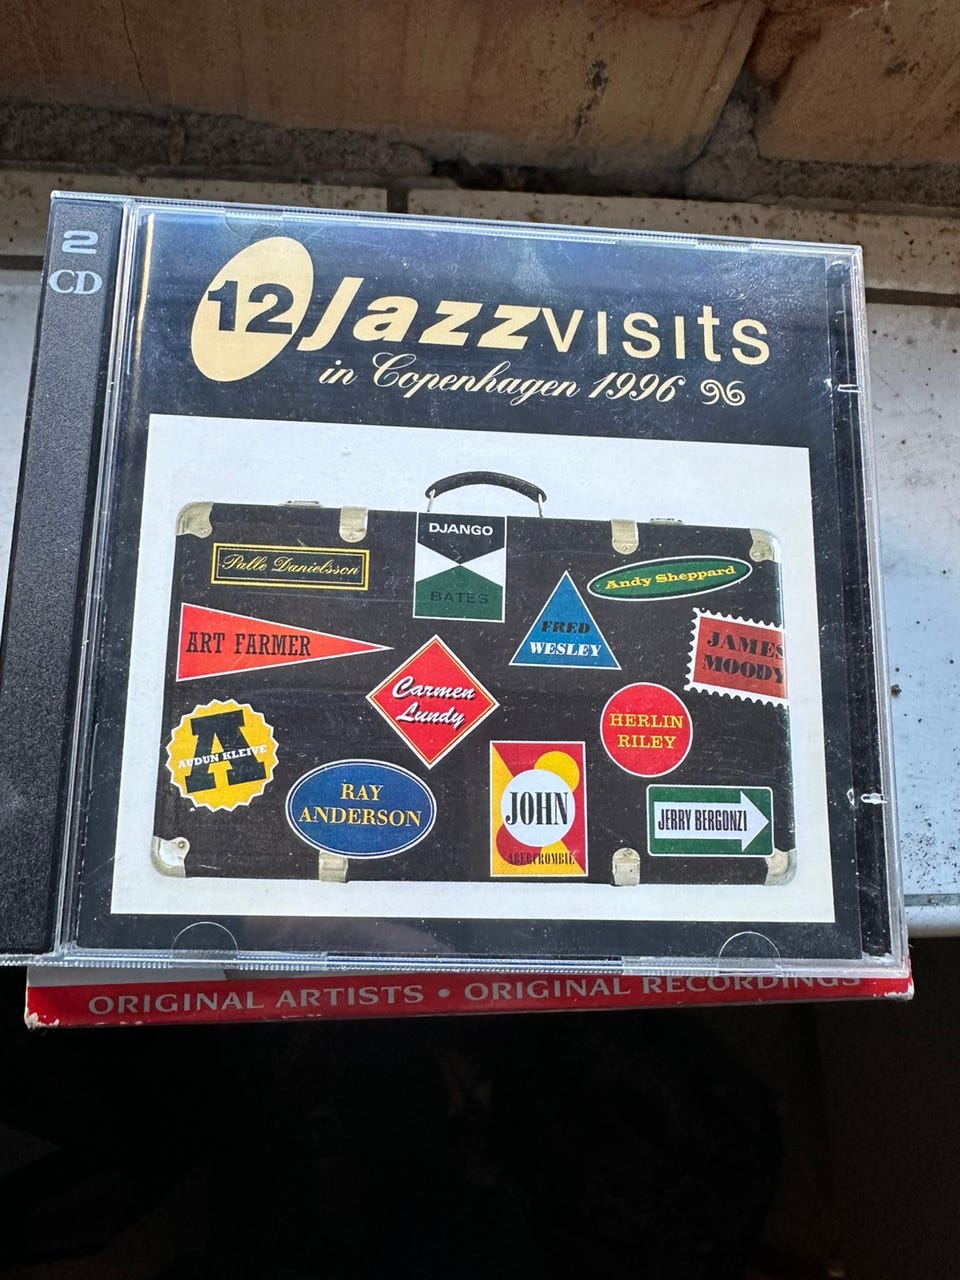 2
CD
12 Jazzvisits
in Copenhagen 1996
Palle Danielsson
DJANGO
BATES
Andy Sheppard
ART FARMER
FRED
WESLEY
JAMES
MOODY
Carmen
Lundy
HERLIN
RILEY
A
AUDUN KLEIVE
RAY
ANDERSON
JOHN
ABERCROMBIE
JERRY BERGONZI
ORIGINAL ARTISTS • ORIGINAL RECORDINGS